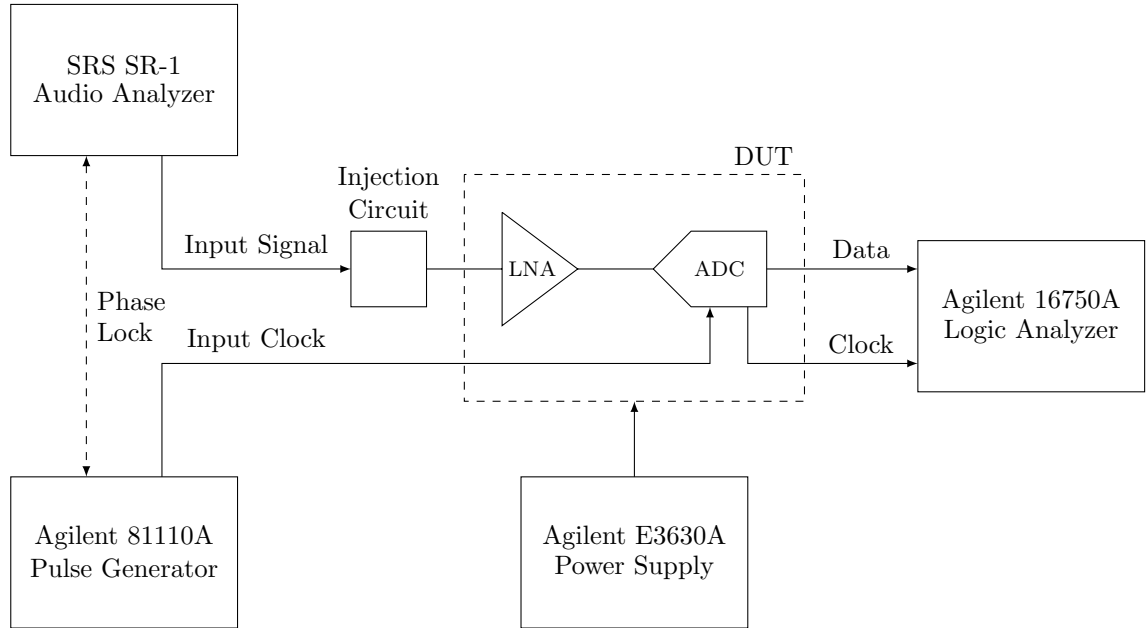 SRS SR-1
Audio Analyzer
DUT
Injection
Circuit
Input Signal
LNA
ADC
Data
Agilent 16750A
Logic Analyzer
Phase
Lock
Input Clock
Clock
Agilent 81110A
Pulse Generator
Agilent E3630A
Power Supply